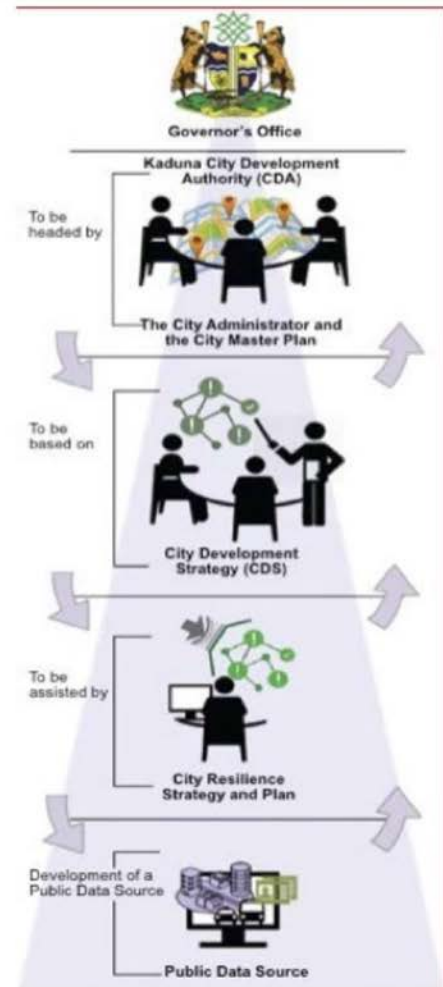 Governor's Office
Kaduna City Development
Authority (CDA)
To be
headed by
The City Administrator and
the City Master Plan
To be
based on
City Development
Strategy (CDS)
To be
assisted by
City Resilience
Strategy and Plan
Development of a
Public Data Source
Public Data Source